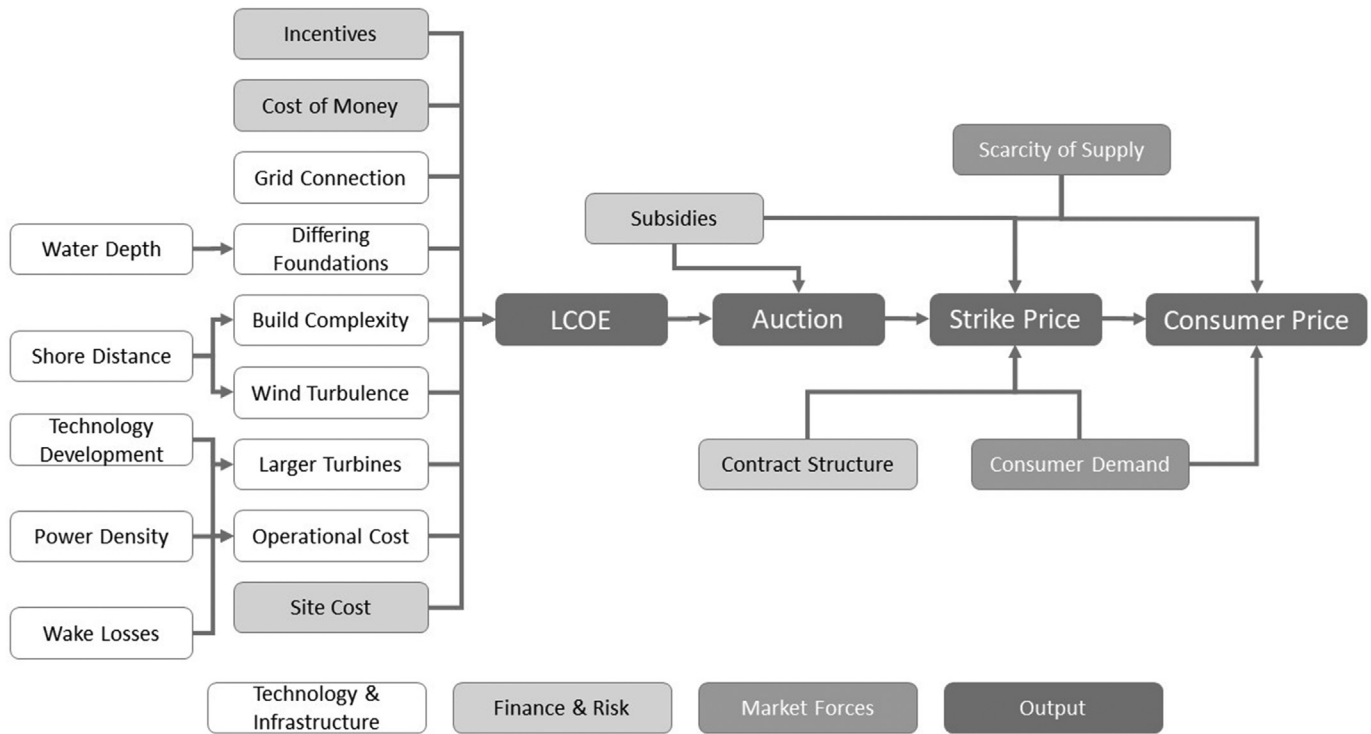 Incentives
Cost of Money
Grid Connection
Differing
Foundations
Build Complexity
Wind Turbulence
Larger Turbines
Operational Cost
Site Cost
Water Depth
Shore Distance
Technology
Development
Power Density
Wake Losses
LCOE
Subsidies
Auction
Scarcity of Supply
Strike Price
Consumer Price
Contract Structure
Consumer Demand
Technology &
Infrastructure
Finance & Risk
Market Forces
Output